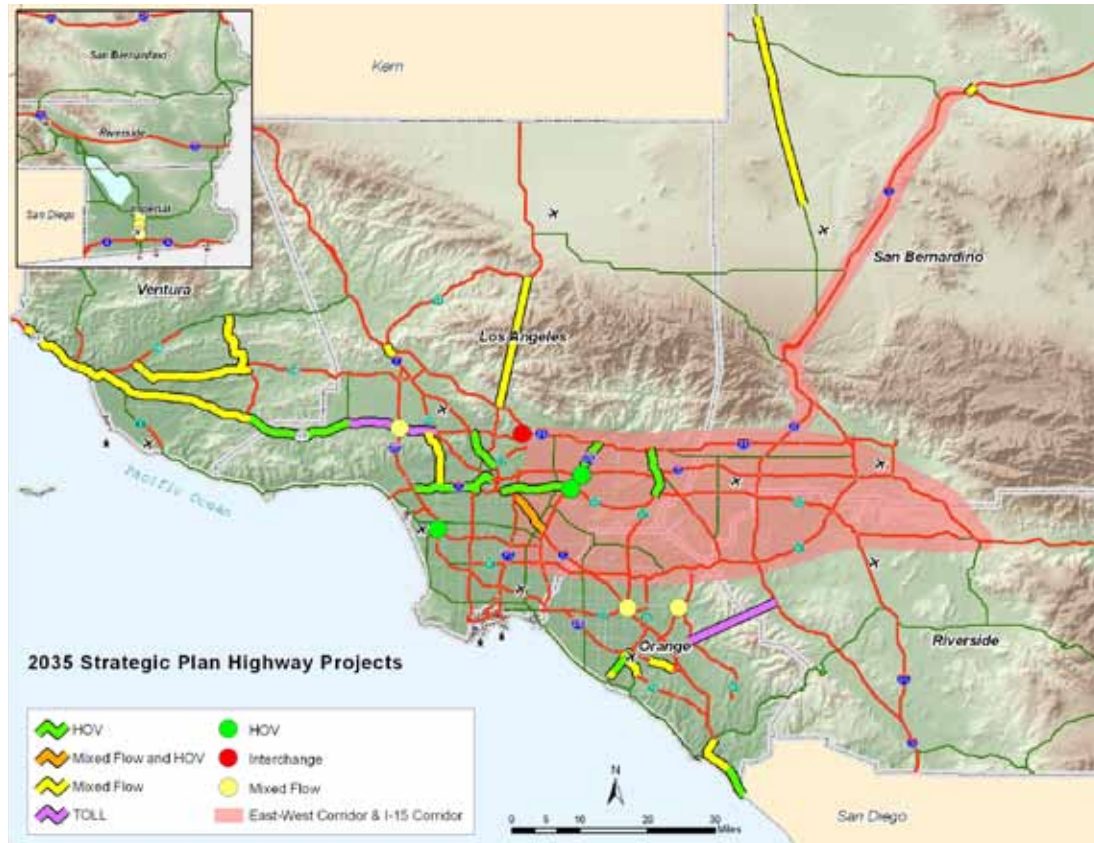 San Bernardino
Riverside
Imperial
San Diego
Kern
San Bernardino
Ventura
Los Angeles
Pacific Ocean
Orange
Riverside
2035 Strategic Plan Highway Projects
HOV
Mixed Flow and HOV
Mixed Flow
TOLL
HOV
Interchange
Mixed Flow
East-West Corridor & I-15 Corridor
N
0 5 10 20 30
Miles
San Diego